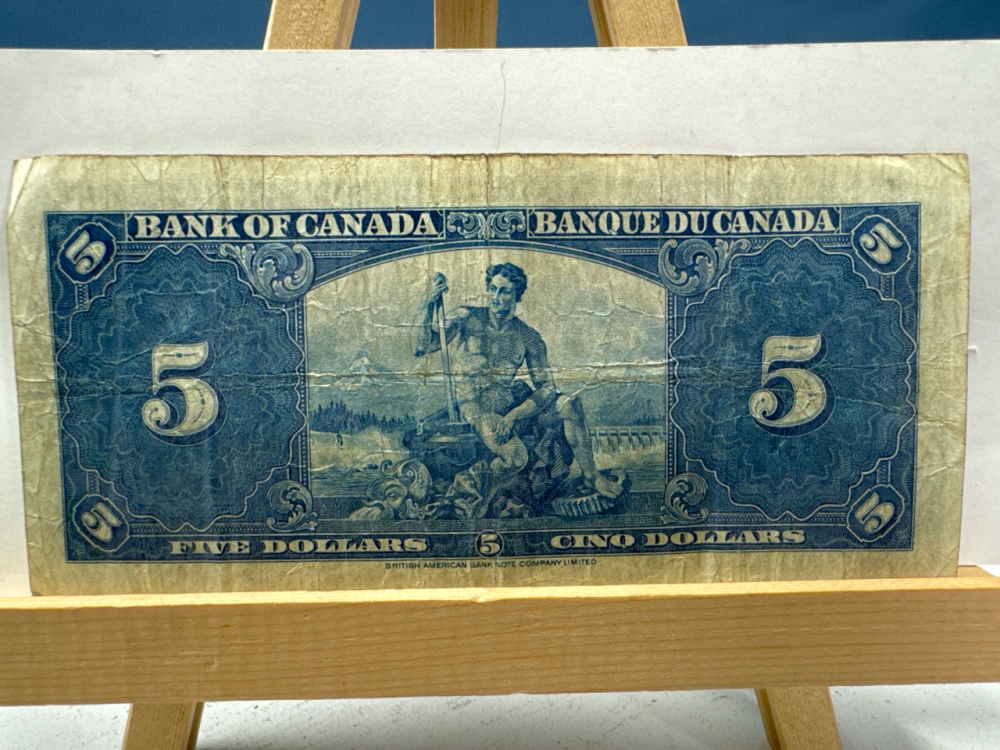 BANK OF CANADA BANQUE DU CANADA
5 5
5 5
5 5
FIVE DOLLARS 5 CINQ DOLLARS
BRITISH AMERICAN BANK NOTE COMPANY LIMITED